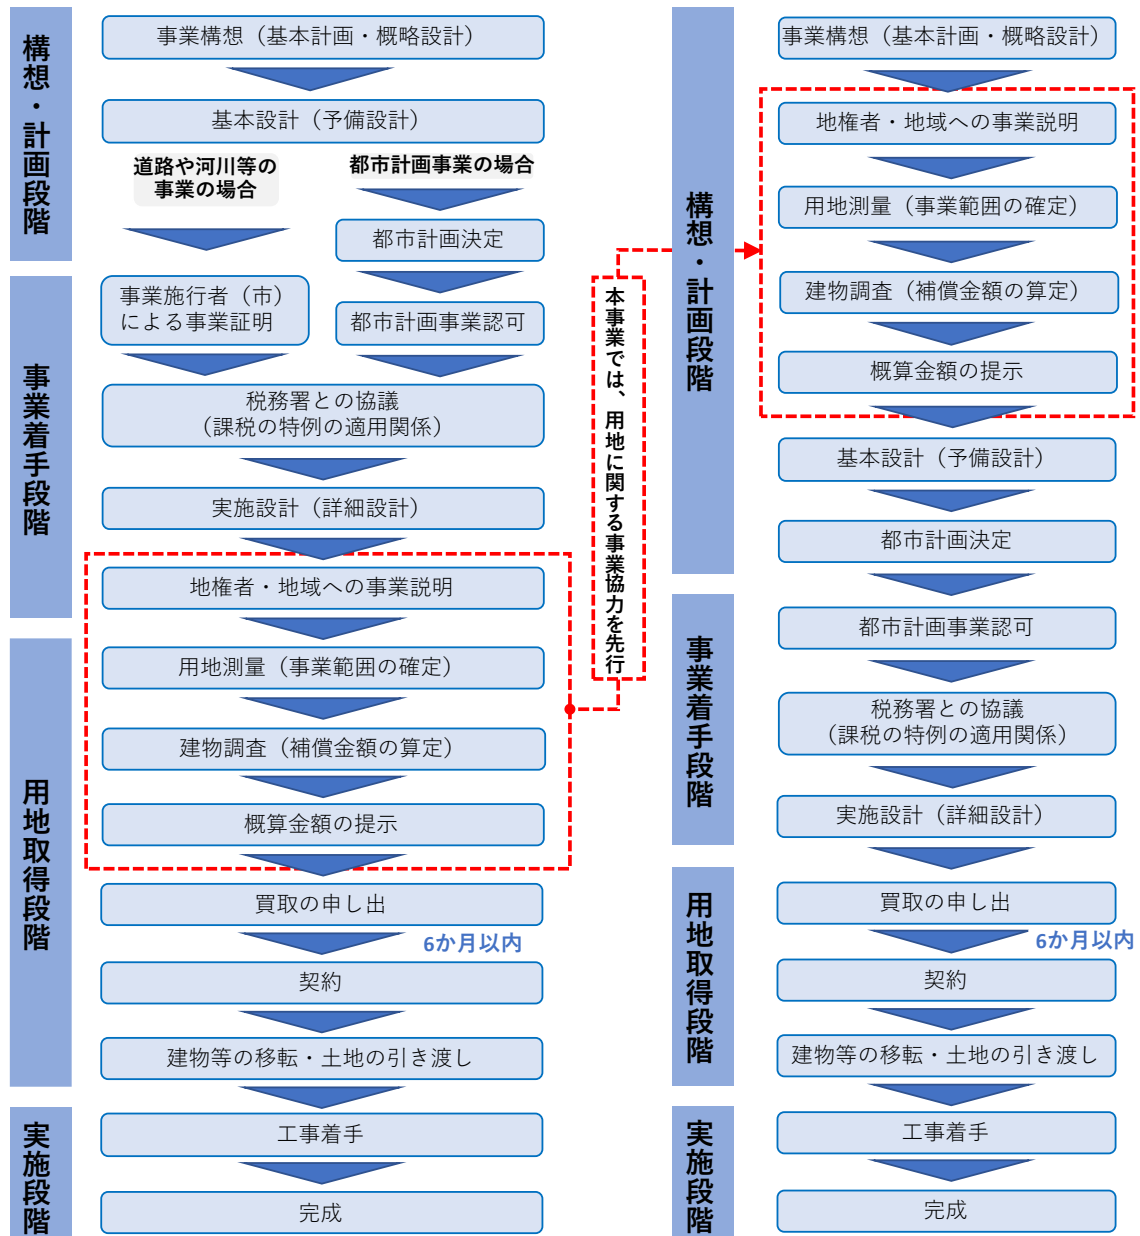 構想・計画段階
事業構想（基本計画・概略設計）
基本設計（予備設計）
道路や河川等の
事業の場合
都市計画事業の場合
都市計画決定
事業着手段階
事業施行者（市）
による事業証明
都市計画事業認可
税務署との協議
（課税の特例の適用関係）
実施設計（詳細設計）
地権者・地域への事業説明
用地取得段階
用地測量（事業範囲の確定）
建物調査（補償金額の算定）
概算金額の提示
買取の申し出
6か月以内
契約
建物等の移転・土地の引き渡し
実施段階
工事着手
完成
本事業では、用地に関する事業協力を先行
構想・計画段階
事業構想（基本計画・概略設計）
地権者・地域への事業説明
用地測量（事業範囲の確定）
建物調査（補償金額の算定）
概算金額の提示
基本設計（予備設計）
都市計画決定
事業着手段階
都市計画事業認可
税務署との協議
（課税の特例の適用関係）
実施設計（詳細設計）
用地取得段階
買取の申し出
6か月以内
契約
建物等の移転・土地の引き渡し
実施段階
工事着手
完成